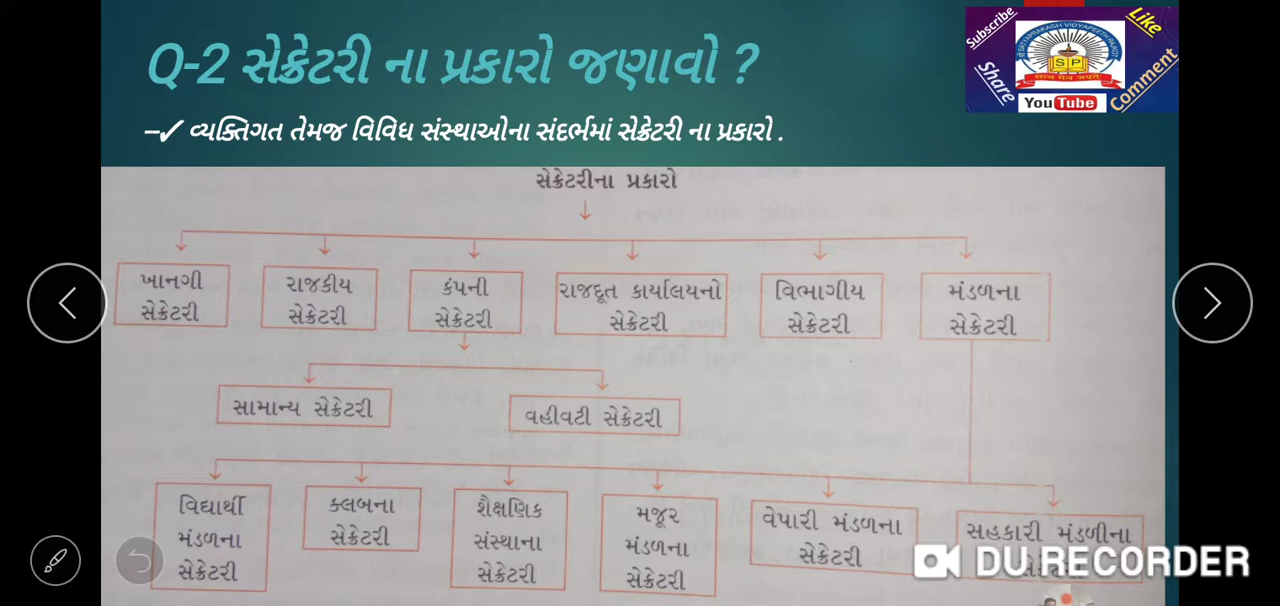 Q-2 સેક્રેટરી ના પ્રકારો જણાવો ?
Subscribe
Like
Share
Comment
SP
YouTube
--✓ વ્યક્તિગત તેમજ વિવિધ સંસ્થાઓના સંદર્ભમાં સેક્રેટરી ના પ્રકારો .
સેક્રેટરીના પ્રકારો
ખાનગી
સેક્રેટરી
રાજકીય
સેક્રેટરી
કંપની
સેક્રેટરી
રાજદૂત કાર્યાલયનો
સેક્રેટરી
વિભાગીય
સેક્રેટરી
મંડળના
સેક્રેટરી
સામાન્ય સેક્રેટરી
વહીવટી સેક્રેટરી
વિદ્યાર્થી
મંડળના
સેક્રેટરી
ક્લબના
સેક્રેટરી
શૈક્ષણિક
સંસ્થાના
સેક્રેટરી
મજૂર
મંડળના
સેક્રેટરી
વેપારી મંડળના
સેક્રેટરી
સહકારી મંડળીના
DU RECORDER